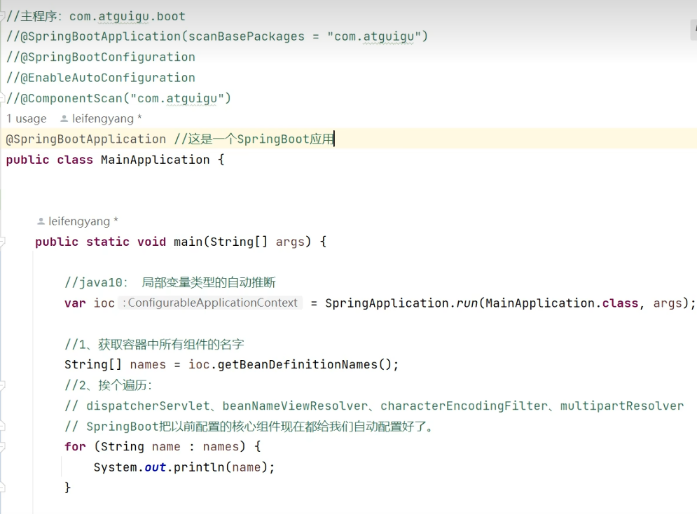 //主程序：com.atguigu.boot
//@SpringBootApplication(scanBasePackages = "com.atguigu")
//@SpringBootConfiguration
//@EnableAutoConfiguration
//@ComponentScan("com.atguigu")
1 usage leifengyang *
@SpringBootApplication //这是一个SpringBoot应用
public class MainApplication {
leifengyang *
public static void main(String[] args) {
//java10： 局部变量类型的自动推断
var ioc : ConfigurableApplicationContext = SpringApplication.run(MainApplication.class, args);
//1、获取容器中所有组件的名字
String[] names = ioc.getBeanDefinitionNames();
//2、挨个遍历：
// dispatcherServlet、beanNameViewResolver、characterEncodingFilter、multipartResolver
// SpringBoot把以前配置的核心组件现在都给我们自动配置好了。
for (String name : names) {
System.out.println(name);
}